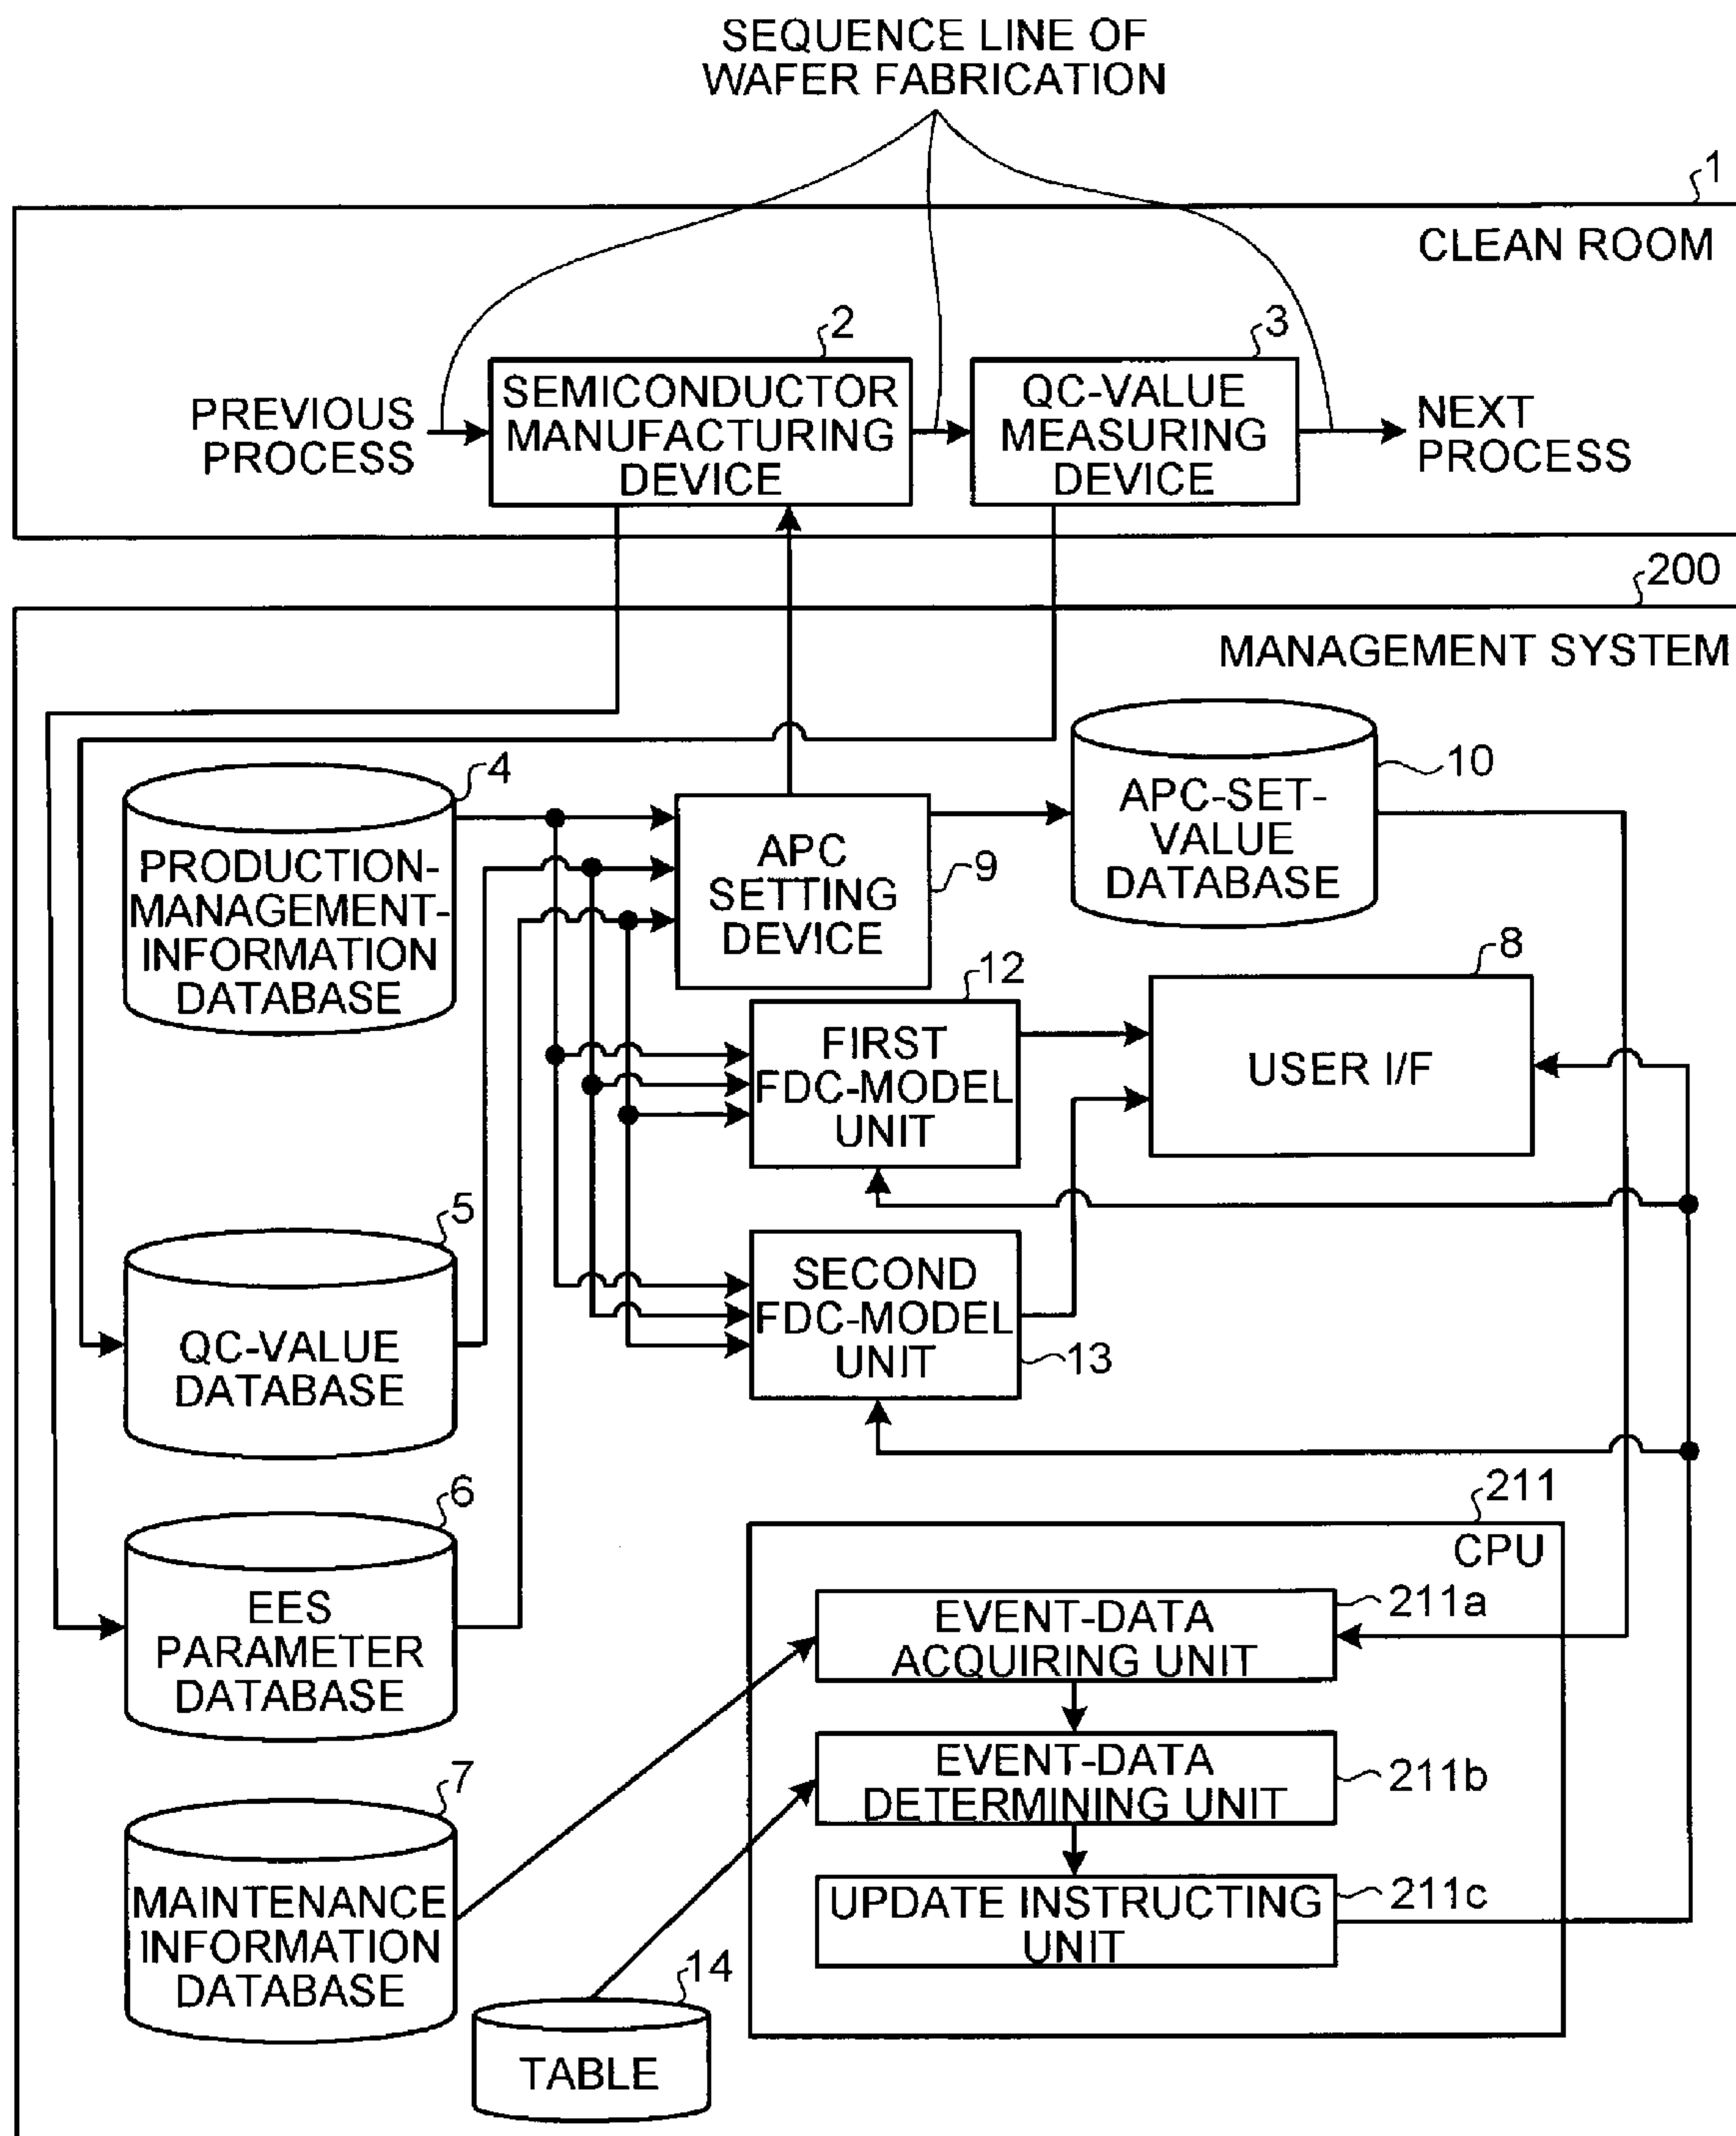 SEQUENCE LINE OF
WAFER FABRICATION
1
CLEAN ROOM
2
3
PREVIOUS
PROCESS
SEMICONDUCTOR
MANUFACTURING
DEVICE
QC-VALUE
MEASURING
DEVICE
NEXT
PROCESS
200
MANAGEMENT SYSTEM
4
PRODUCTION-
MANAGEMENT-
INFORMATION
DATABASE
APC
SETTING
DEVICE
9
APC-SET-
VALUE
DATABASE
10
12
FIRST
FDC-MODEL
UNIT
8
USER I/F
5
QC-VALUE
DATABASE
SECOND
FDC-MODEL
UNIT
13
6
EES
PARAMETER
DATABASE
211
CPU
EVENT-DATA
ACQUIRING UNIT
211a
EVENT-DATA
DETERMINING UNIT
211b
UPDATE INSTRUCTING
UNIT
211c
7
MAINTENANCE
INFORMATION
DATABASE
14
TABLE